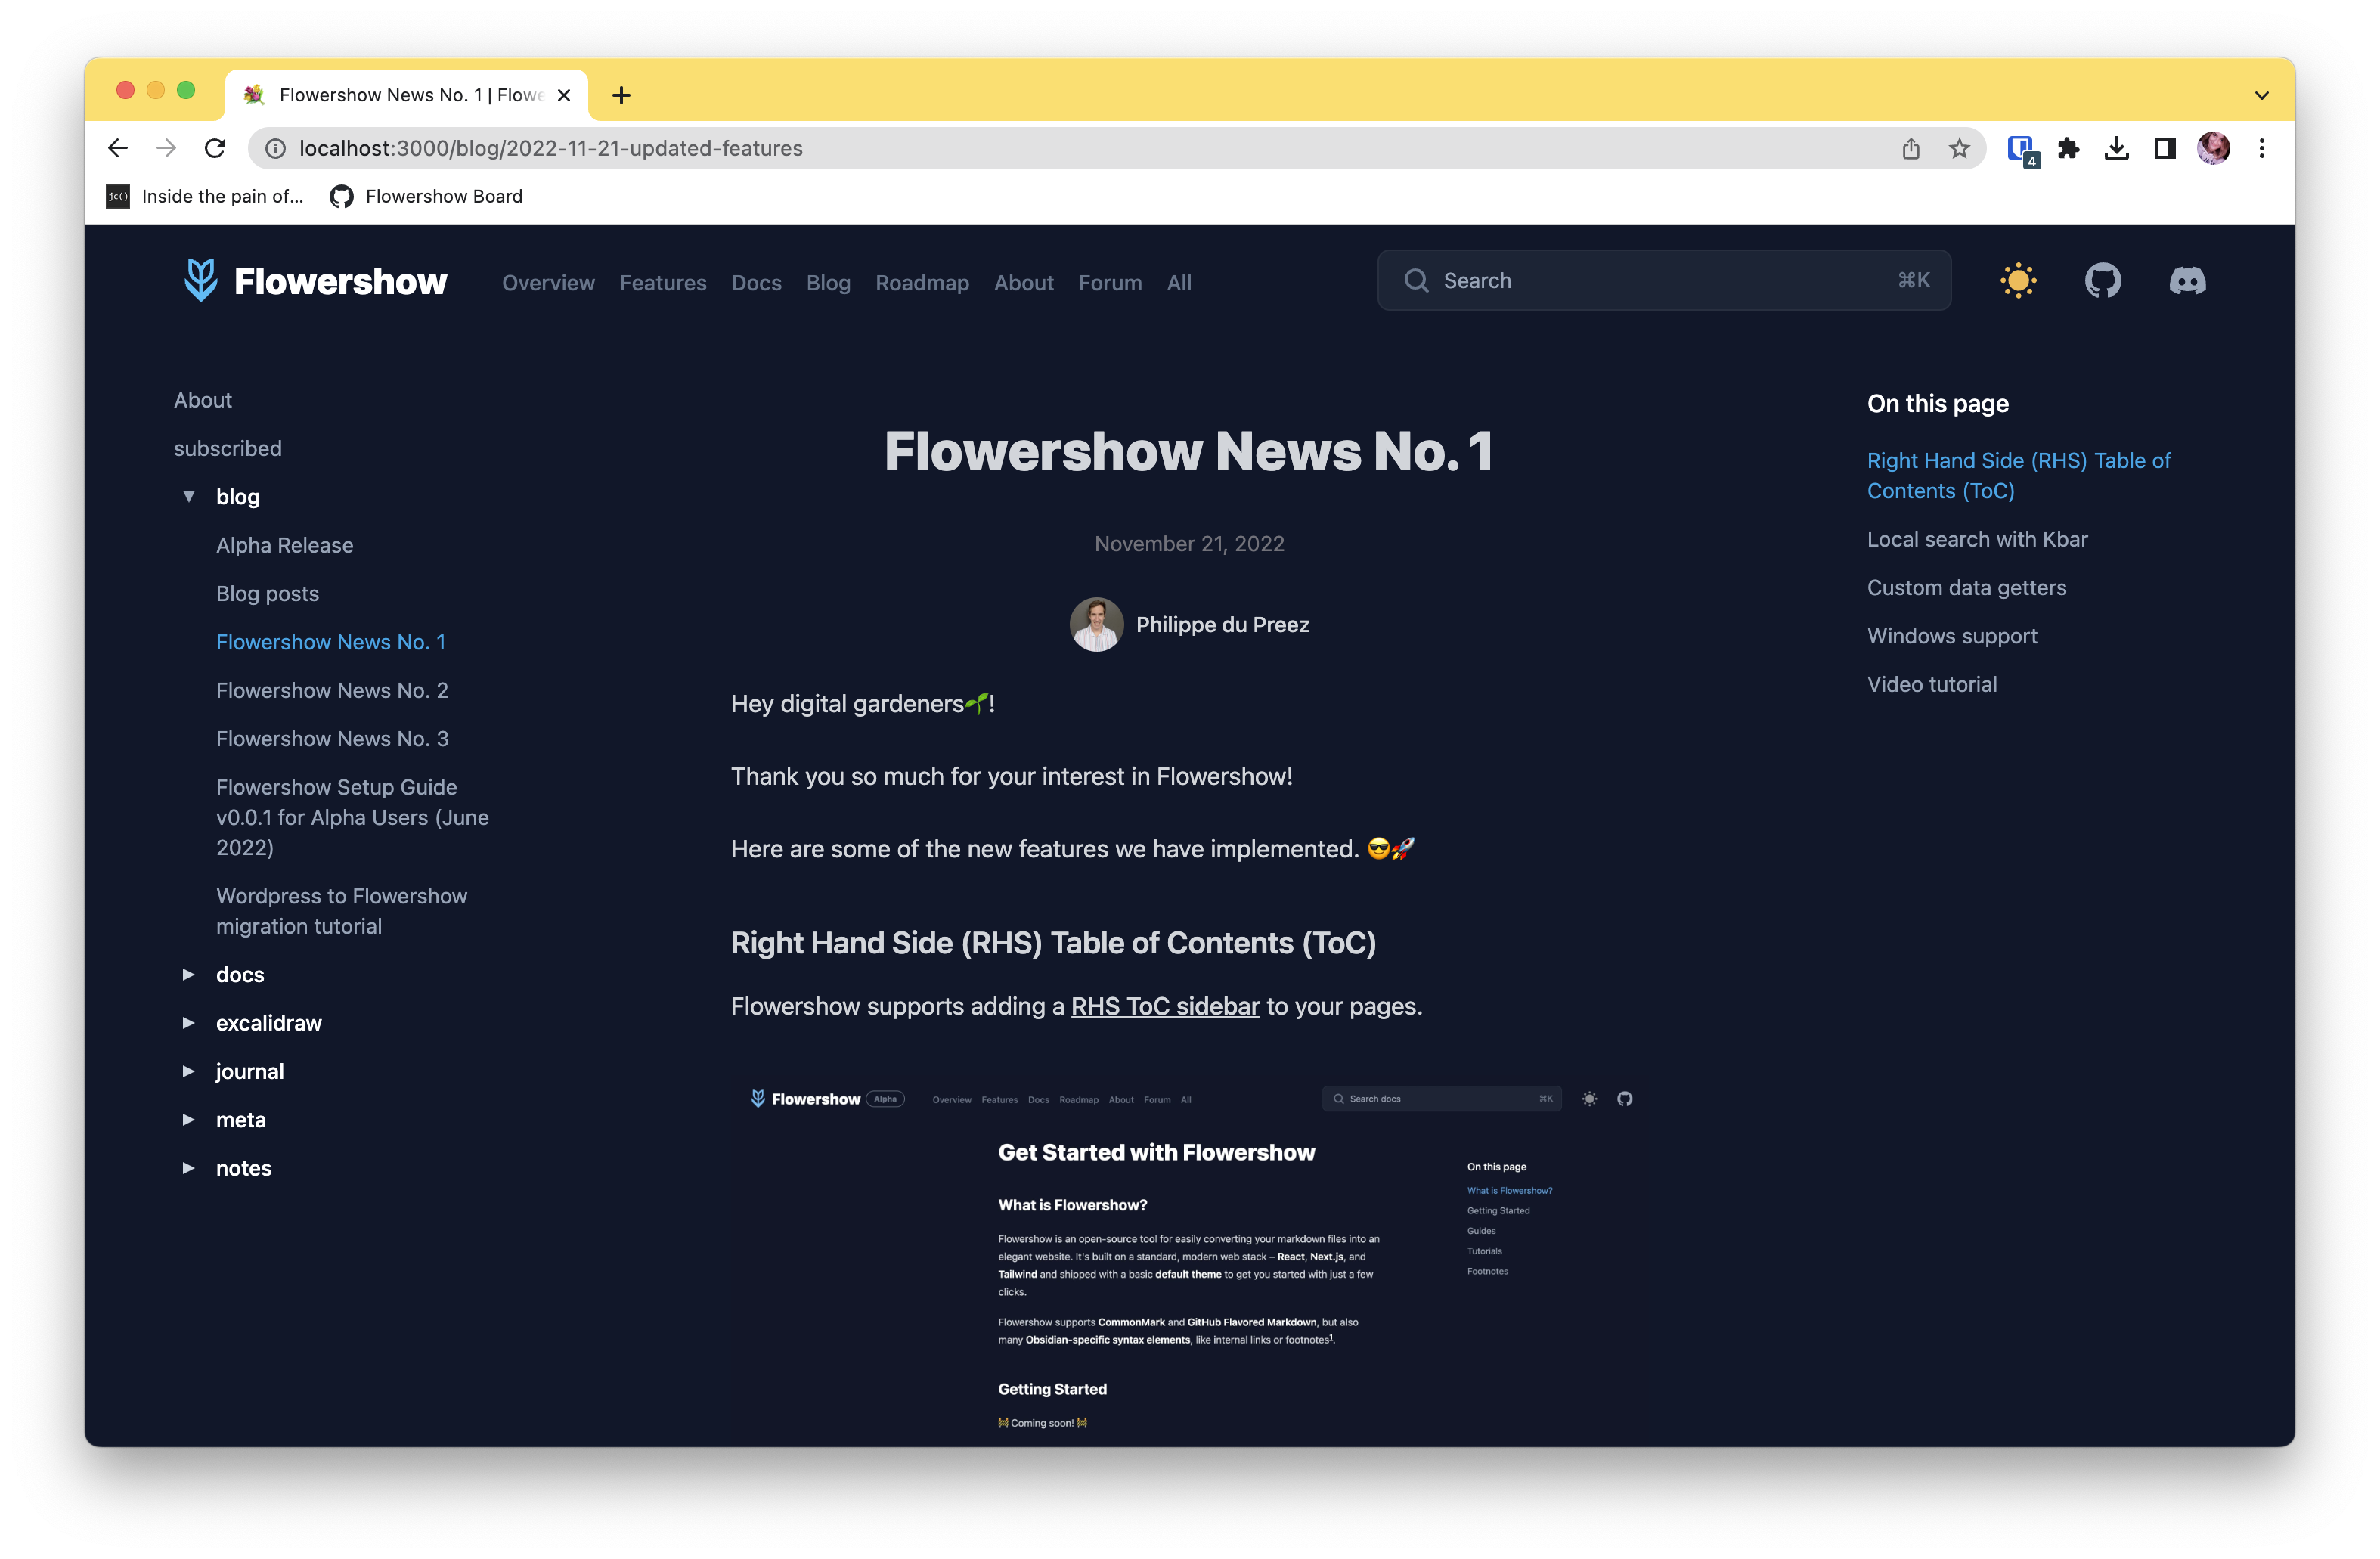 Flowershow News No. 1 | Flowe
localhost:3000/blog/2022-11-21-updated-features
4
jc()
Inside the pain of...
Flowershow Board
Flowershow
Overview Features Docs Blog Roadmap About Forum All
Search ⌘K
About
subscribed
blog
Alpha Release
Blog posts
Flowershow News No. 1
Flowershow News No. 2
Flowershow News No. 3
Flowershow Setup Guide
v0.0.1 for Alpha Users (June
2022)
Wordpress to Flowershow
migration tutorial
docs
excalidraw
journal
meta
notes
Flowershow News No. 1
November 21, 2022
Philippe du Preez
Hey digital gardeners🌱!
Thank you so much for your interest in Flowershow!
Here are some of the new features we have implemented. 😎🚀
Right Hand Side (RHS) Table of Contents (ToC)
Flowershow supports adding a RHS ToC sidebar to your pages.
Flowershow Alpha Overview Features Docs Roadmap About Forum All Search docs ⌘K
Get Started with Flowershow
What is Flowershow?
Flowershow is an open-source tool for easily converting your markdown files into an
elegant website. It's built on a standard, modern web stack – React, Next.js, and
Tailwind and shipped with a basic default theme to get you started with just a few
clicks.
Flowershow supports CommonMark and GitHub Flavored Markdown, but also
many Obsidian-specific syntax elements, like internal links or footnotes1.
Getting Started
🚧 Coming soon! 🚧
On this page
What is Flowershow?
Getting Started
Guides
Tutorials
Footnotes
On this page
Right Hand Side (RHS) Table of
Contents (ToC)
Local search with Kbar
Custom data getters
Windows support
Video tutorial